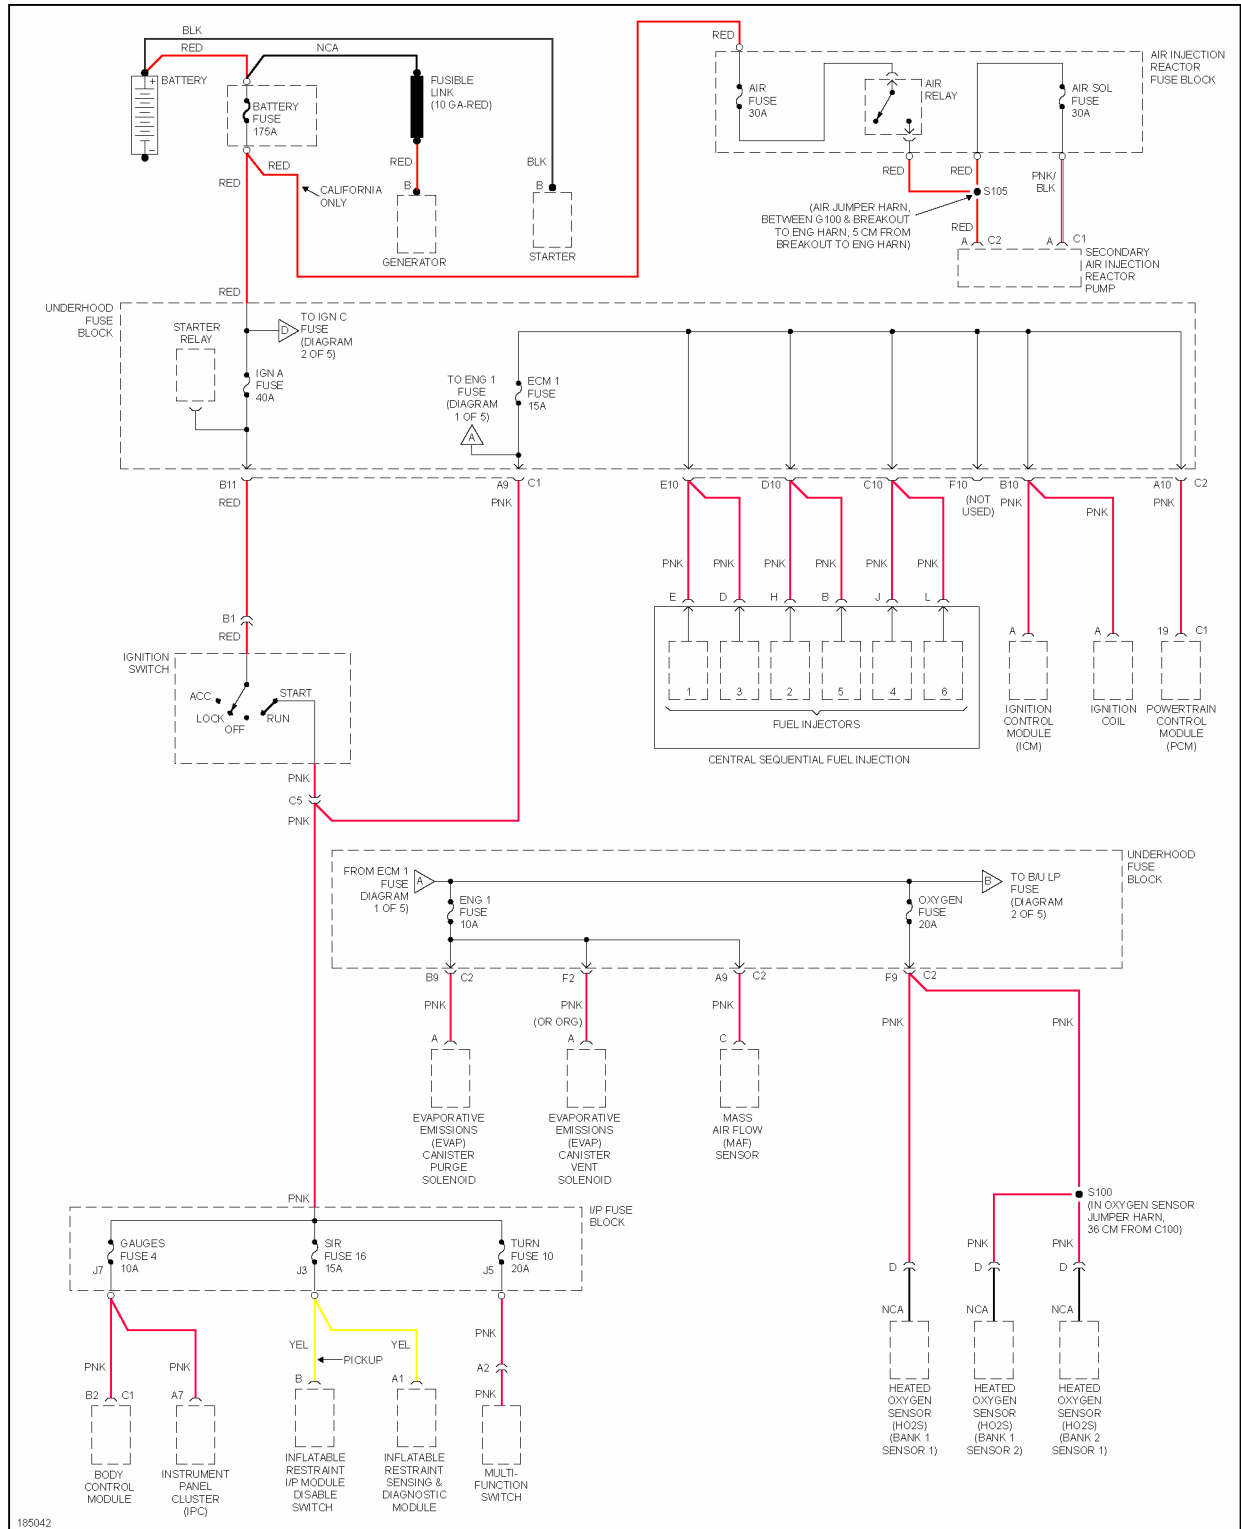 BLK
RED
NCA
BATTERY
+
−
BATTERY
FUSE
175A
FUSIBLE
LINK
(10 GA-RED)
RED
RED
RED
BLK
CALIFORNIA
ONLY
B
GENERATOR
B
STARTER
RED
AIR INJECTION
REACTOR
FUSE BLOCK
AIR
FUSE
30A
AIR
RELAY
AIR SOL
FUSE
30A
RED
RED
PNK/
BLK
S105
(AIR JUMPER HARN,
BETWEEN G100 & BREAKOUT
TO ENG HARN, 5 CM FROM
BREAKOUT TO ENG HARN)
RED
A
C2
A
C1
SECONDARY
AIR INJECTION
REACTOR
PUMP
RED
UNDERHOOD
FUSE
BLOCK
STARTER
RELAY
D
TO IGN C
FUSE
(DIAGRAM
2 OF 5)
IGN A
FUSE
40A
TO ENG 1
FUSE
(DIAGRAM
1 OF 5)
A
ECM 1
FUSE
15A
B11
A9
C1
E10
D10
C10
F10
B10
A10
C2
RED
PNK
(NOT
USED)
PNK
PNK
PNK
PNK
PNK
PNK
PNK
PNK
PNK
E
D
H
B
J
L
1
3
2
5
4
6
FUEL INJECTORS
CENTRAL SEQUENTIAL FUEL INJECTION
A
A
19
C1
IGNITION
CONTROL
MODULE
(ICM)
IGNITION
COIL
POWERTRAIN
CONTROL
MODULE
(PCM)
B1
RED
IGNITION
SWITCH
ACC
LOCK
OFF
RUN
START
PNK
C5
PNK
UNDERHOOD
FUSE
BLOCK
FROM ECM 1
FUSE
DIAGRAM
1 OF 5)
A
ENG 1
FUSE
10A
OXYGEN
FUSE
20A
B
TO B/U LP
FUSE
(DIAGRAM
2 OF 5)
B9
C2
F2
A9
C2
F9
C2
PNK
PNK
(OR ORG)
PNK
PNK
PNK
A
A
C
EVAPORATIVE
EMISSIONS
(EVAP)
CANISTER
PURGE
SOLENOID
EVAPORATIVE
EMISSIONS
(EVAP)
CANISTER
VENT
SOLENOID
MASS
AIR FLOW
(MAF)
SENSOR
S100
(IN OXYGEN SENSOR
JUMPER HARN,
36 CM FROM C100)
PNK
PNK
D
D
D
NCA
NCA
NCA
HEATED
OXYGEN
SENSOR
(HO2S)
(BANK 1
SENSOR 1)
HEATED
OXYGEN
SENSOR
(HO2S)
(BANK 1
SENSOR 2)
HEATED
OXYGEN
SENSOR
(HO2S)
(BANK 2
SENSOR 1)
PNK
I/P FUSE
BLOCK
GAUGES
FUSE 4
10A
J7
SIR
FUSE 16
15A
J3
TURN
FUSE 10
20A
J5
YEL
PICKUP
YEL
PNK
PNK
PNK
A2
PNK
B2
C1
A7
B
A1
BODY
CONTROL
MODULE
INSTRUMENT
PANEL
CLUSTER
(IPC)
INFLATABLE
RESTRAINT
I/P MODULE
DISABLE
SWITCH
INFLATABLE
RESTRAINT
SENSING &
DIAGNOSTIC
MODULE
MULTI-
FUNCTION
SWITCH
185042